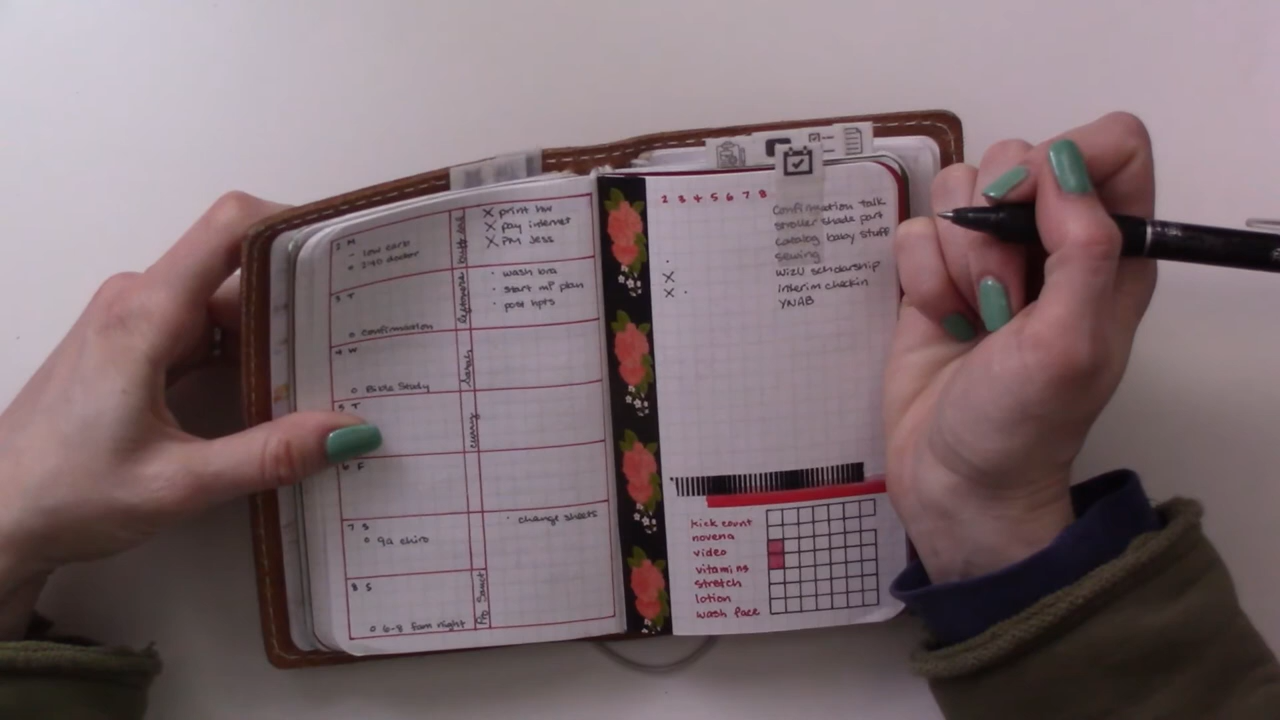 2 M
- low carb
o 2:40 doctor
3 T
o confirmation
4 W
o Bible Study
5 T
6 F
7 S
o 9a chiro
8 S
o 6-8 fam night
curry
X print hw
X pay internet
X PM Jess
· wash bra
· start mp plan
· post hpts
· change sheets
2 3 4 5 6 7 8
Confirmation talk
stroller shade part
catalog baby stuff
sewing
X WizU scholarship
X · interim checkin
YNAB
kick count
novena
video
vitamins
stretch
lotion
wash face